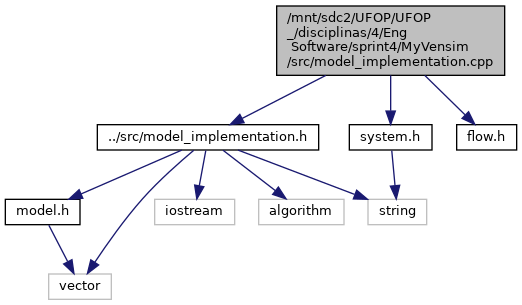 /mnt/sdc2/UFOP/UFOP
_/disciplinas/4/Eng
Software/sprint4/MyVensim
/src/model_implementation.cpp
../src/model_implementation.h
system.h
flow.h
model.h
iostream
algorithm
string
vector